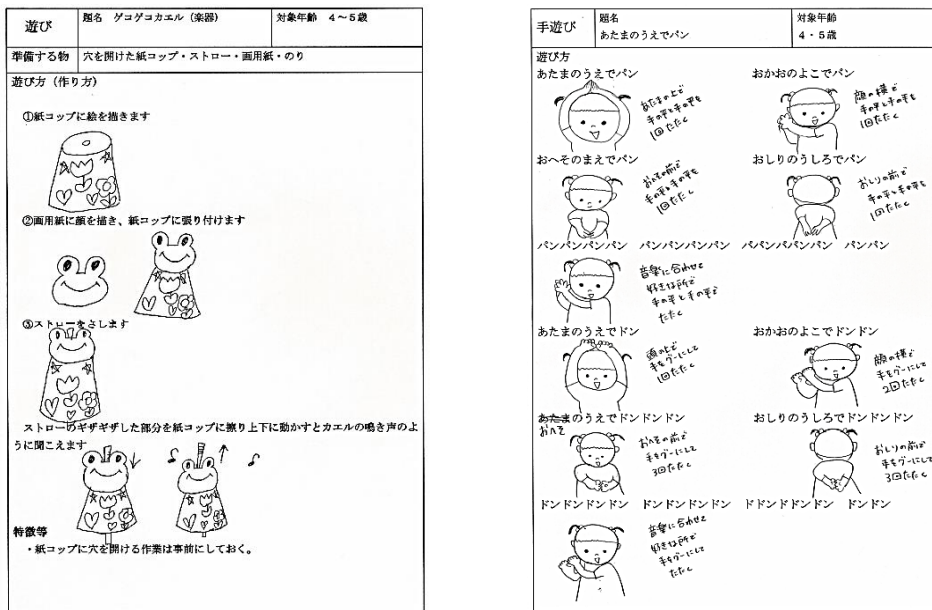 遊び
題名 ゲコゲコカエル（楽器）
対象年齢 4～5歳
準備する物
穴を開けた紙コップ・ストロー・画用紙・のり
遊び方（作り方）
①紙コップに絵を描きます
②画用紙に顔を描き、紙コップに張り付けます
③ストローをさします
ストローのギザギザした部分を紙コップに擦り上下に動かすとカエルの鳴き声のよ
うに聞こえます
特徴等
・紙コップに穴を開ける作業は事前にしておく。
手遊び
題名
あたまのうえでパン
対象年齢
4・5歳
遊び方
あたまのうえでパン
あたまの上で
手の平と手の平を
1回たたく
おかおのよこでパン
顔の横で
手の平と手の平を
1回たたく
おへそのまえでパン
おへその前で
手の平と手の平を
1回たたく
おしりのうしろでパン
おしりの前で
手の平と手の平を
1回たたく
パンパンパンパン パンパンパンパン パパンパパンパン パンパン
音楽に合わせて
好きな所で
手の平と手の平で
たたく
あたまのうえでドン
頭の上で
手をグーにして
1回たたく
おかおのよこでドンドン
顔の横で
手をグーにして
2回たたく
あたまのうえでドンドンドン
おへそ
おへその前で
手をグーにして
3回たたく
おしりのうしろでドンドンドン
おしりの前で
手をグーにして
3回たたく
ドンドンドンドン ドンドンドンドン ドドンドドンドン ドンドン
音楽に合わせて
好きな所で
手をグーにして
たたく